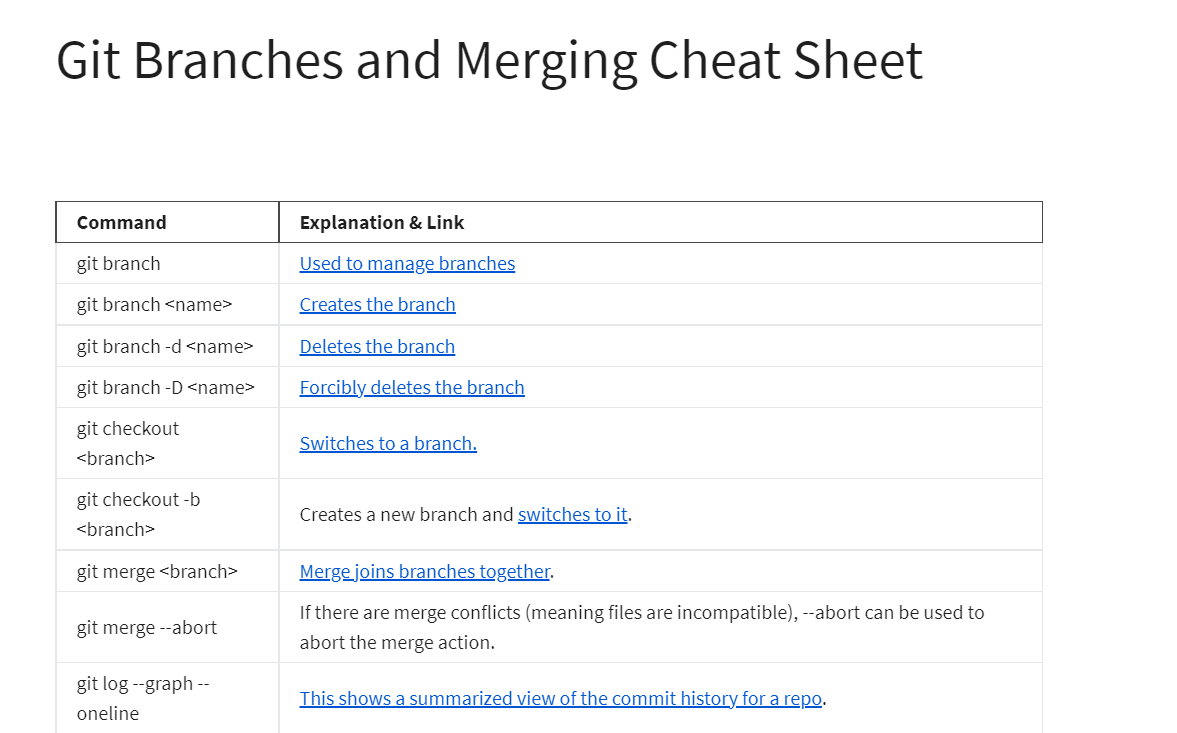 Git Branches and Merging Cheat Sheet
Command
Explanation & Link
git branch
Used to manage branches
git branch <name>
Creates the branch
git branch -d <name>
Deletes the branch
git branch -D <name>
Forcibly deletes the branch
git checkout
<branch>
Switches to a branch.
git checkout -b
<branch>
Creates a new branch and switches to it.
git merge <branch>
Merge joins branches together.
git merge --abort
If there are merge conflicts (meaning files are incompatible), --abort can be used to
abort the merge action.
git log --graph --
oneline
This shows a summarized view of the commit history for a repo.